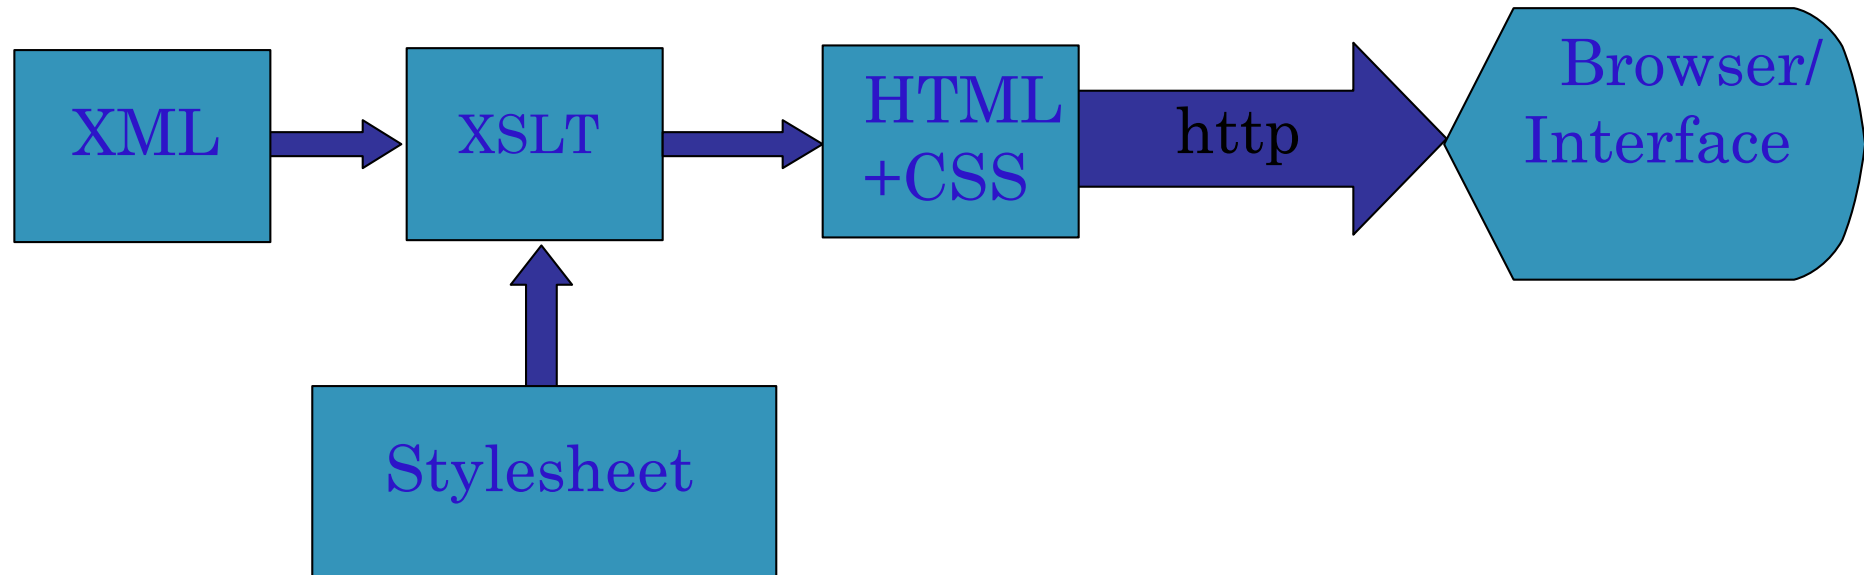 XML
XSLT
HTML
+CSS
http
Browser/
Interface
Stylesheet